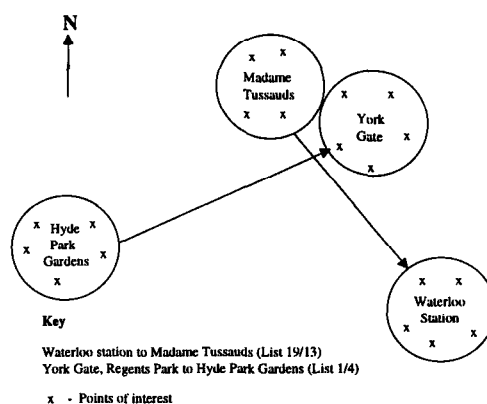 N
x x
Madame
Tussauds
x x
x x
York
Gate
x
x
x
x x
Hyde
x Park x
Gardens
x
x x
Waterloo
Station
x x
x
Key
Waterloo station to Madame Tussauds (List 19/13)
York Gate, Regents Park to Hyde Park Gardens (List 1/4)
x - Points of interest